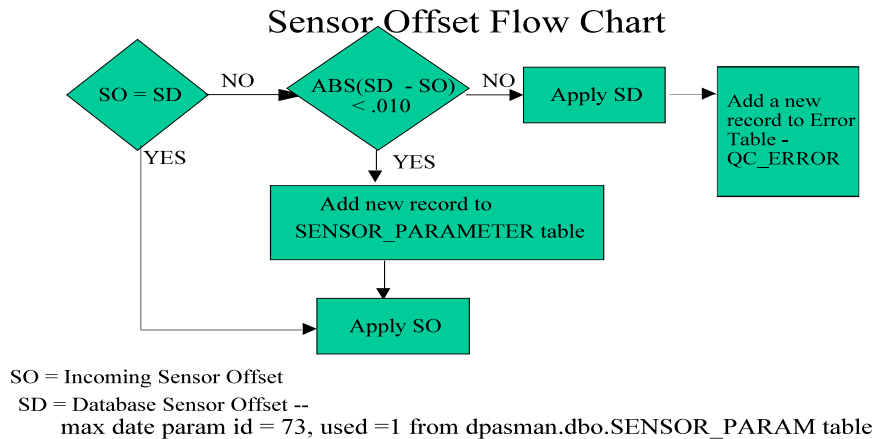 Sensor Offset Flow Chart
SO = SD
NO
ABS(SD - SO)
< .010
NO
Apply SD
Add a new
record to Error
Table -
QC_ERROR
YES
YES
Add new record to
SENSOR_PARAMETER table
Apply SO
SO = Incoming Sensor Offset
SD = Database Sensor Offset --
max date param id = 73, used =1 from dpasman.dbo.SENSOR_PARAM table